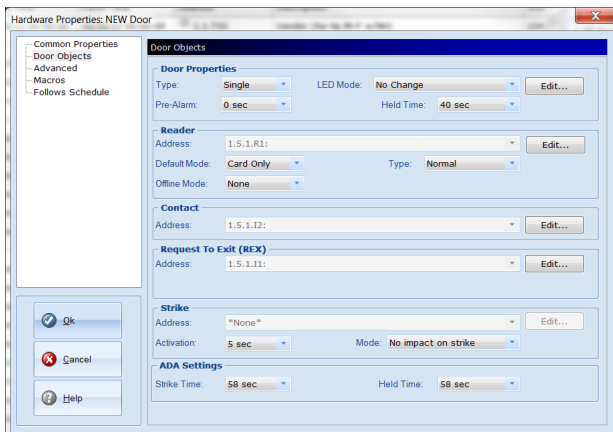 Hardware Properties: NEW Door
Common Properties
Door Objects
Advanced
Macros
Follows Schedule
Ok
Cancel
Help
Door Objects
Door Properties
Type: Single LED Mode: No Change Edit...
Pre-Alarm: 0 sec Held Time: 40 sec
Reader
Address: 1.5.1.R1: Edit...
Default Mode: Card Only Type: Normal
Offline Mode: None
Contact
Address: 1.5.1.I2: Edit...
Request To Exit (REX)
Address: 1.5.1.I1: Edit...
Strike
Address: *None* Edit...
Activation: 5 sec Mode: No impact on strike
ADA Settings
Strike Time: 58 sec Held Time: 58 sec